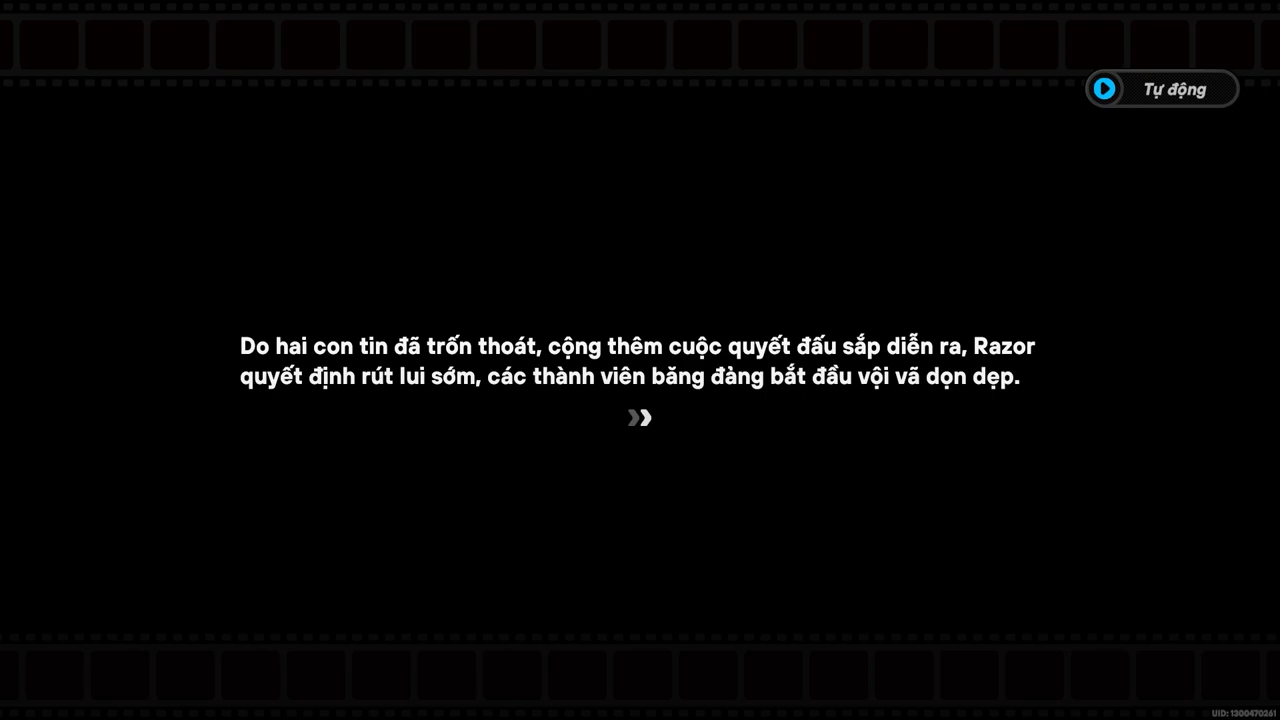 Tự động
Do hai con tin đã trốn thoát, cộng thêm cuộc quyết đấu sắp diễn ra, Razor
quyết định rút lui sớm, các thành viên băng đảng bắt đầu vội vã dọn dẹp.
UID: 1300470261